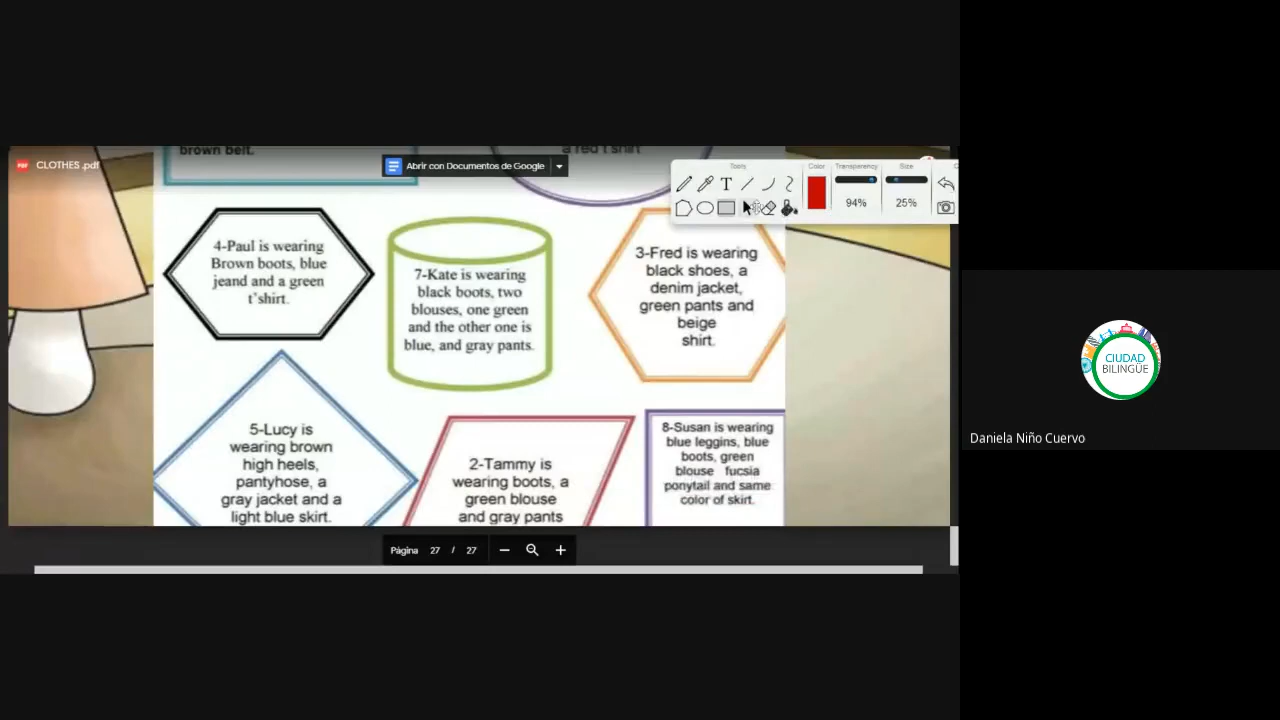 brown belt.
a red t shirt
CLOTHES .pdf
Abrir con Documentos de Google
Tools
Color
Transparency
Size
94%
25%
4-Paul is wearing
Brown boots, blue
jeand and a green
t'shirt.
7-Kate is wearing
black boots, two
blouses, one green
and the other one is
blue, and gray pants.
3-Fred is wearing
black shoes, a
denim jacket,
green pants and
beige
shirt.
5-Lucy is
wearing brown
high heels,
pantyhose, a
gray jacket and a
light blue skirt.
2-Tammy is
wearing boots, a
green blouse
and gray pants
8-Susan is wearing
blue leggins, blue
boots, green
blouse fucsia
ponytail and same
color of skirt.
Página 27 / 27
CIUDAD
BILINGÜE
Daniela Niño Cuervo